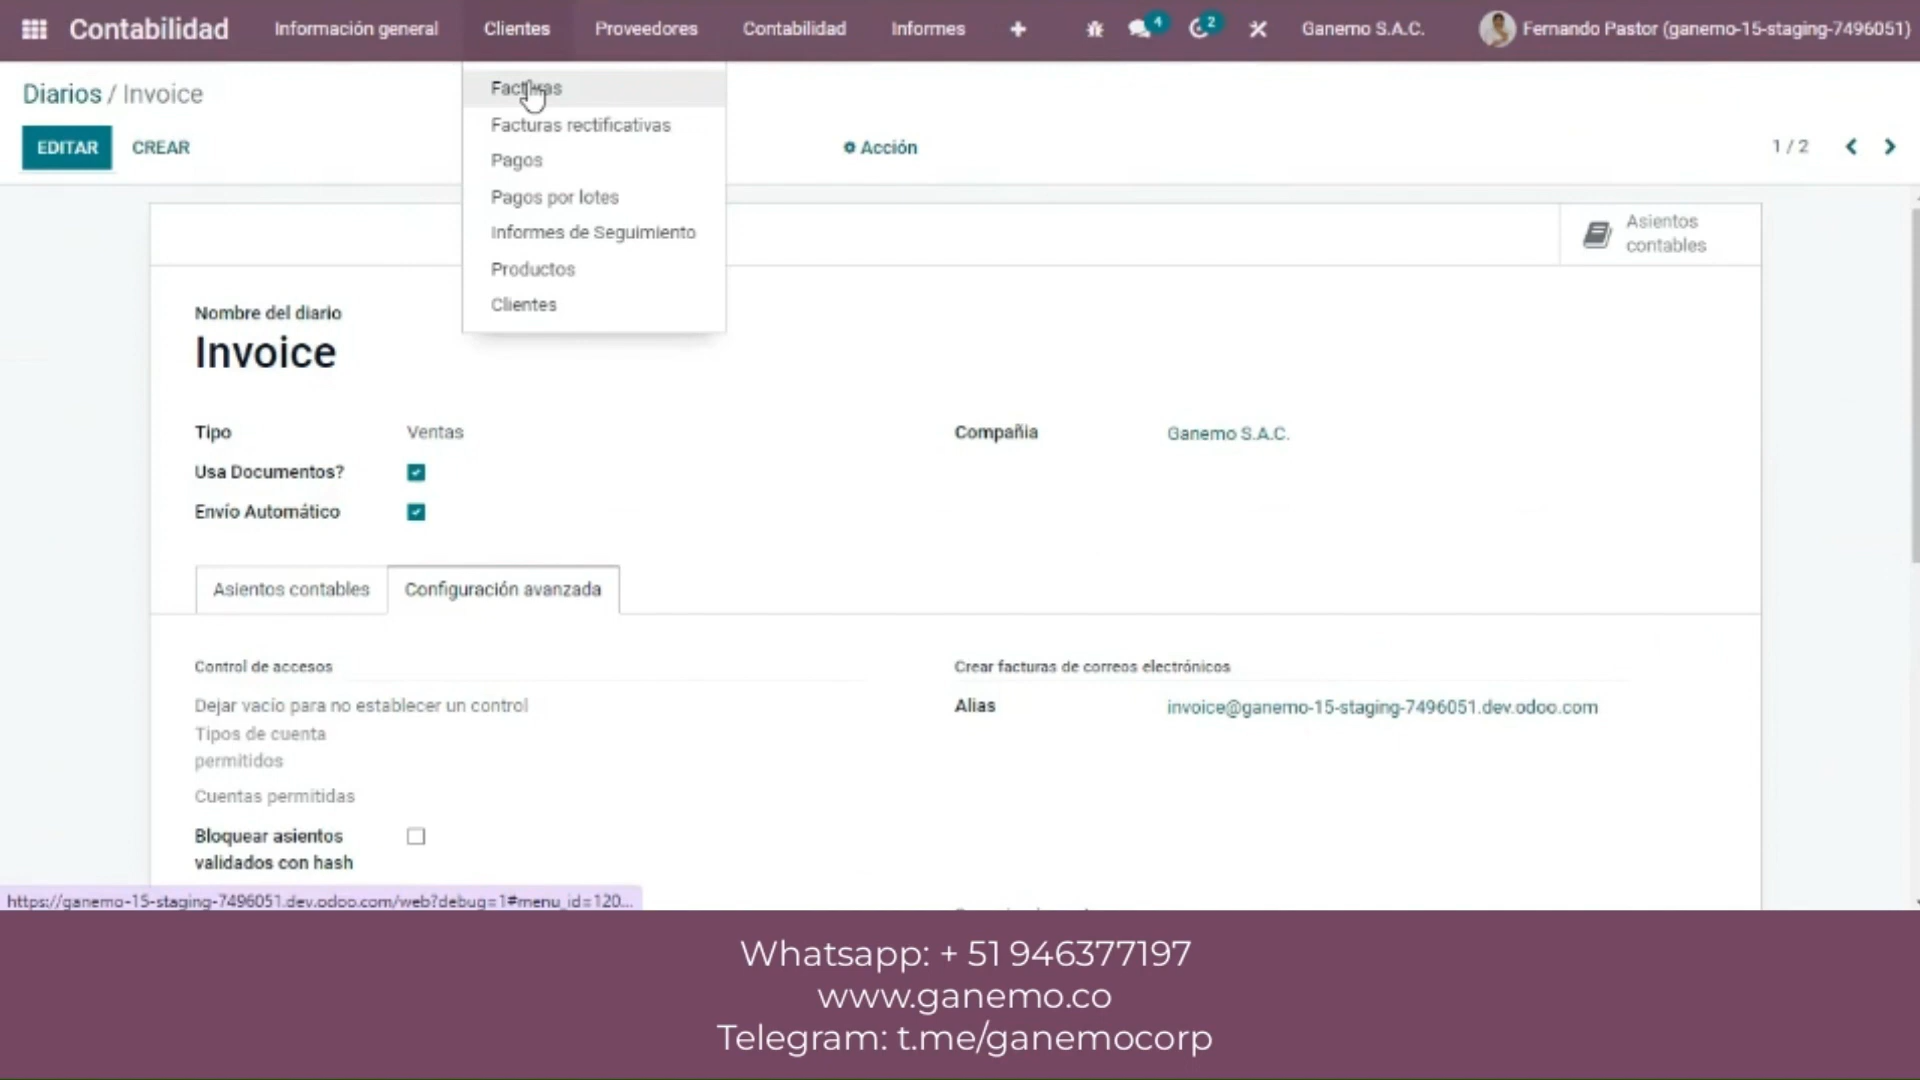 Contabilidad Información general Clientes Proveedores Contabilidad Informes 4 2 Ganemo S.A.C. Fernando Pastor (ganemo-15-staging-7496051)
Diarios / Invoice
EDITAR CREAR Acción 1 / 2
Facturas
Facturas rectificativas
Pagos
Pagos por lotes
Informes de Seguimiento
Productos
Clientes
Asientos
contables
Nombre del diario
Invoice
Tipo Ventas Compañia Ganemo S.A.C.
Usa Documentos?
Envío Automático
Asientos contables Configuración avanzada
Control de accesos Crear facturas de correos electrónicos
Dejar vacío para no establecer un control Alias invoice@ganemo-15-staging-7496051.dev.odoo.com
Tipos de cuenta
permitidos
Cuentas permitidas
Bloquear asientos
validados con hash
https://ganemo-15-staging-7496051.dev.odoo.com/web?debug=1#menu_id=120...
Whatsapp: + 51 946377197
www.ganemo.co
Telegram: t.me/ganemocorp